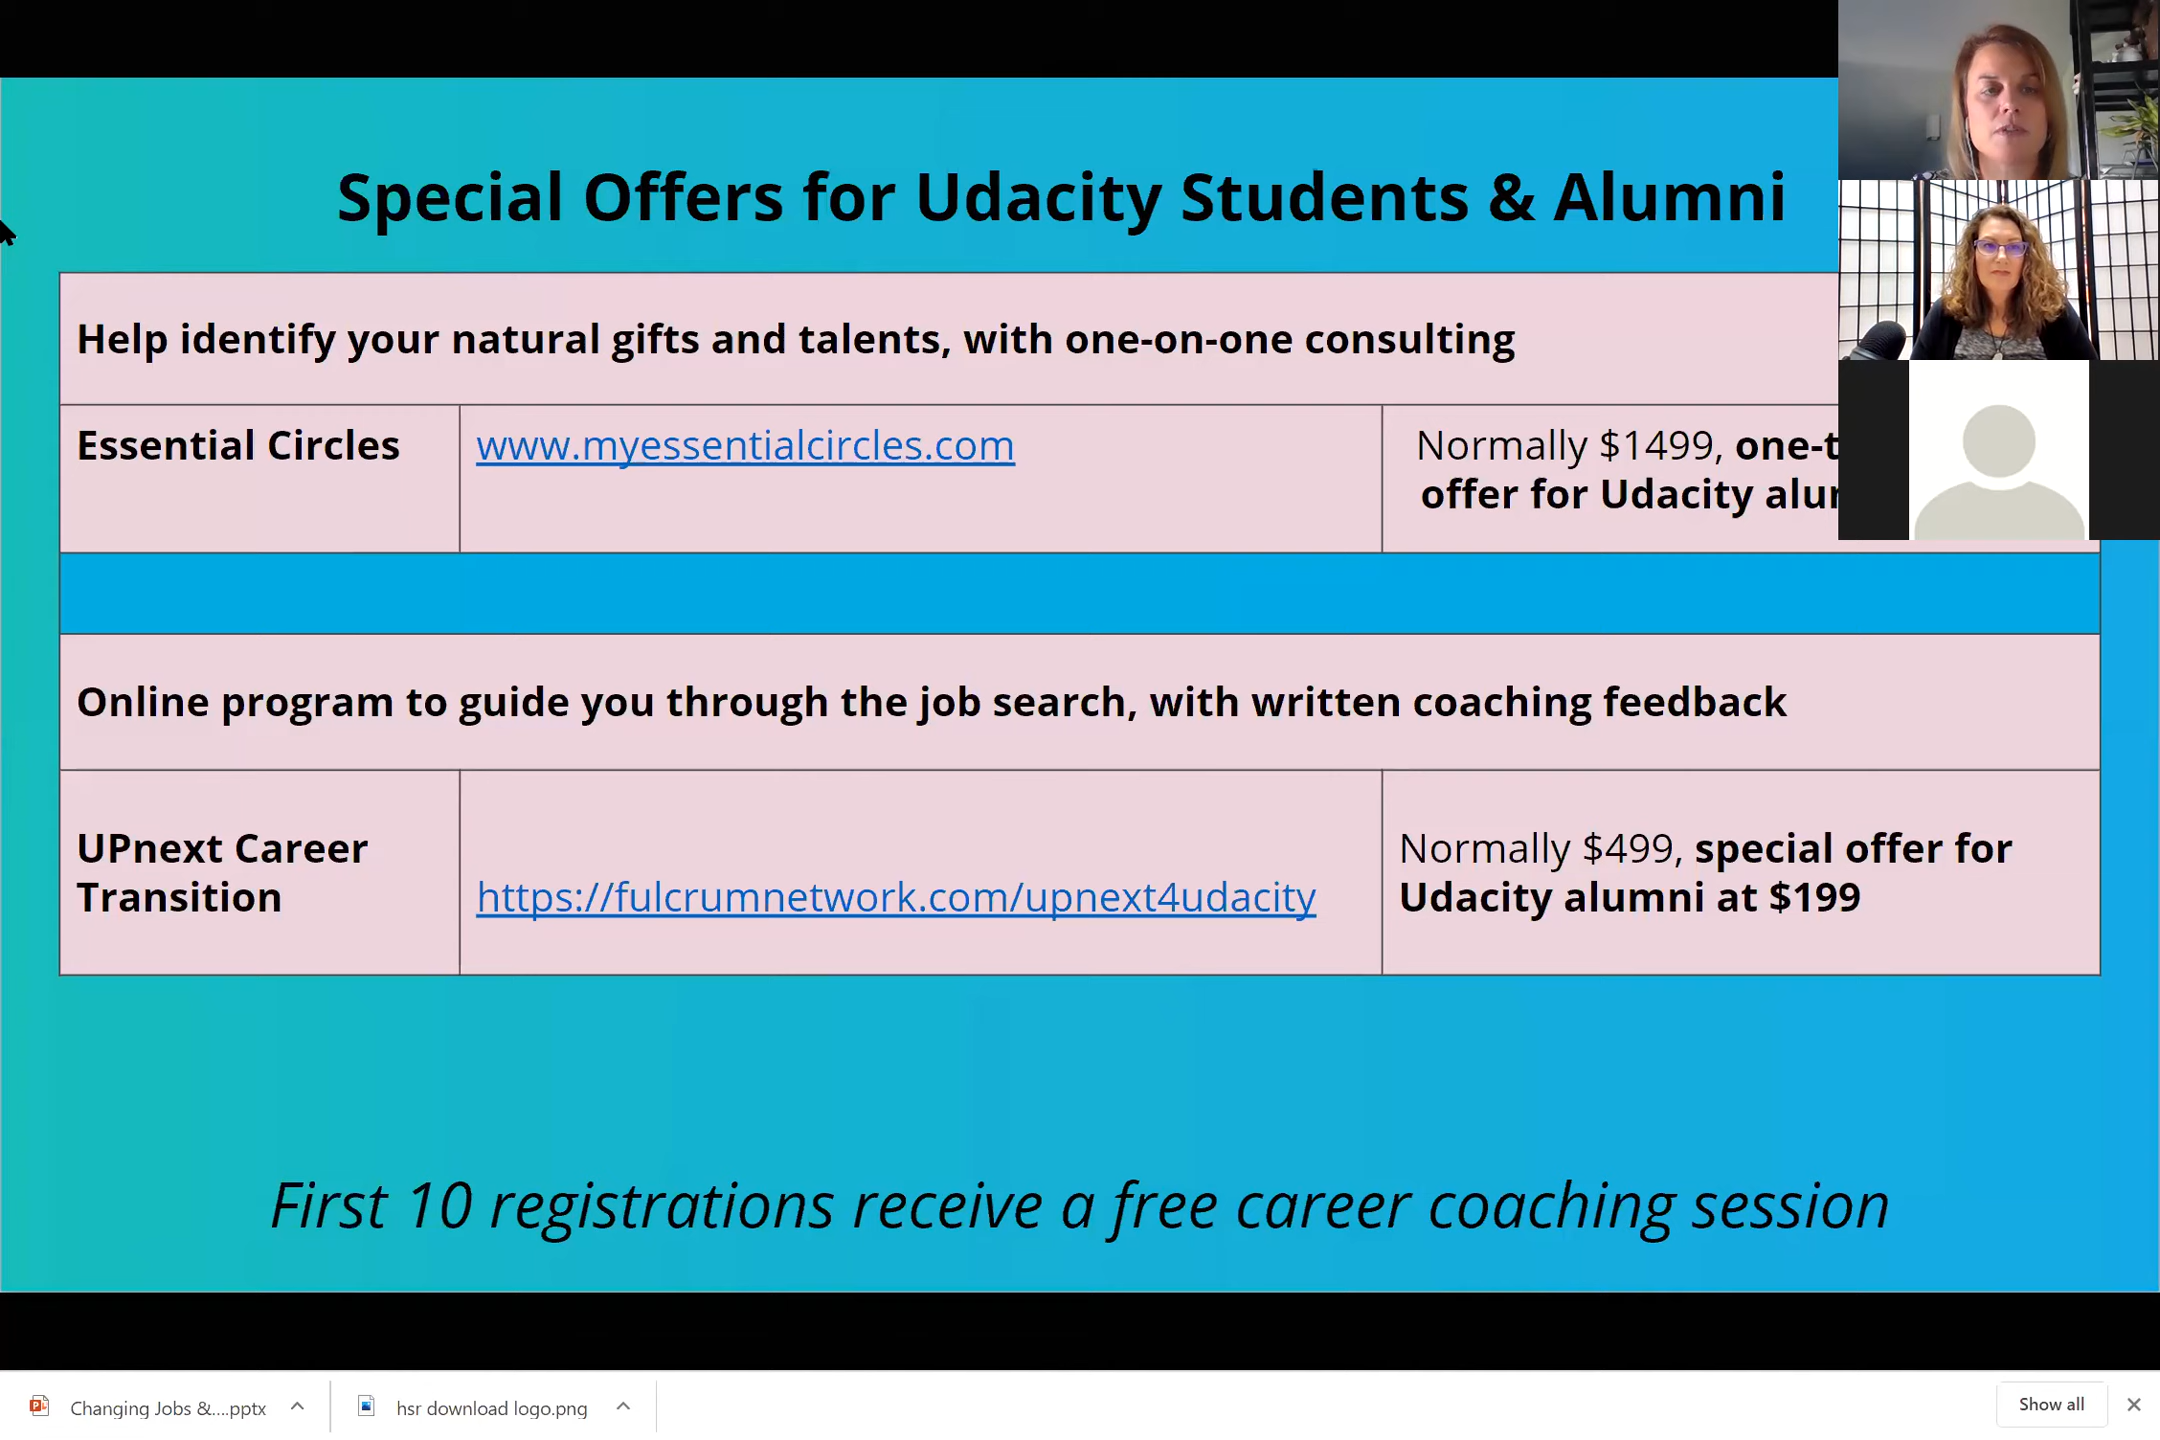 Special Offers for Udacity Students & Alumni
Help identify your natural gifts and talents, with one-on-one consulting
Essential Circles
www.myessentialcircles.com
Normally $1499,
offer for Udacity
Online program to guide you through the job search, with written coaching feedback
UPnext Career
Transition
https://fulcrumnetwork.com/upnext4udacity
Normally $499, special offer for
Udacity alumni at $199
First 10 registrations receive a free career coaching session
Changing Jobs &....pptx
hsr download logo.png
Show all